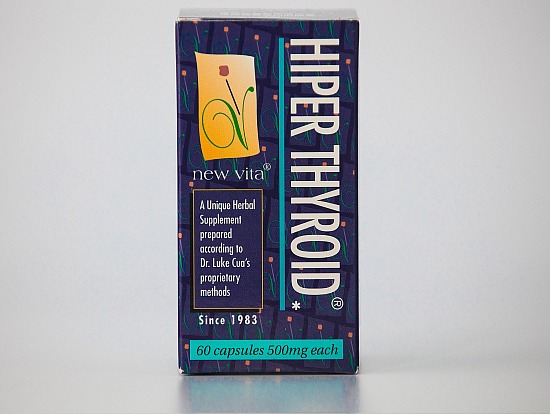 new vita®
HIPER THYROID®*
A Unique Herbal
Supplement
prepared
according to
Dr. Luke Cua's
proprietary
methods
Since 1983
60 capsules 500mg each